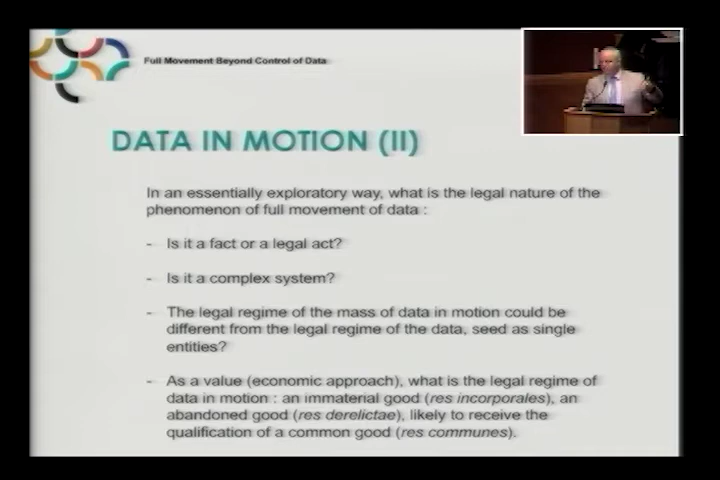 Full Movement Beyond Control of Data
DATA IN MOTION (II)
In an essentially exploratory way, what is the legal nature of the
phenomenon of full movement of data :
- Is it a fact or a legal act?
- Is it a complex system?
- The legal regime of the mass of data in motion could be
different from the legal regime of the data, seed as single
entities?
- As a value (economic approach), what is the legal regime of
data in motion : an immaterial good (res incorporales), an
abandoned good (res derelictae), likely to receive the
qualification of a common good (res communes).